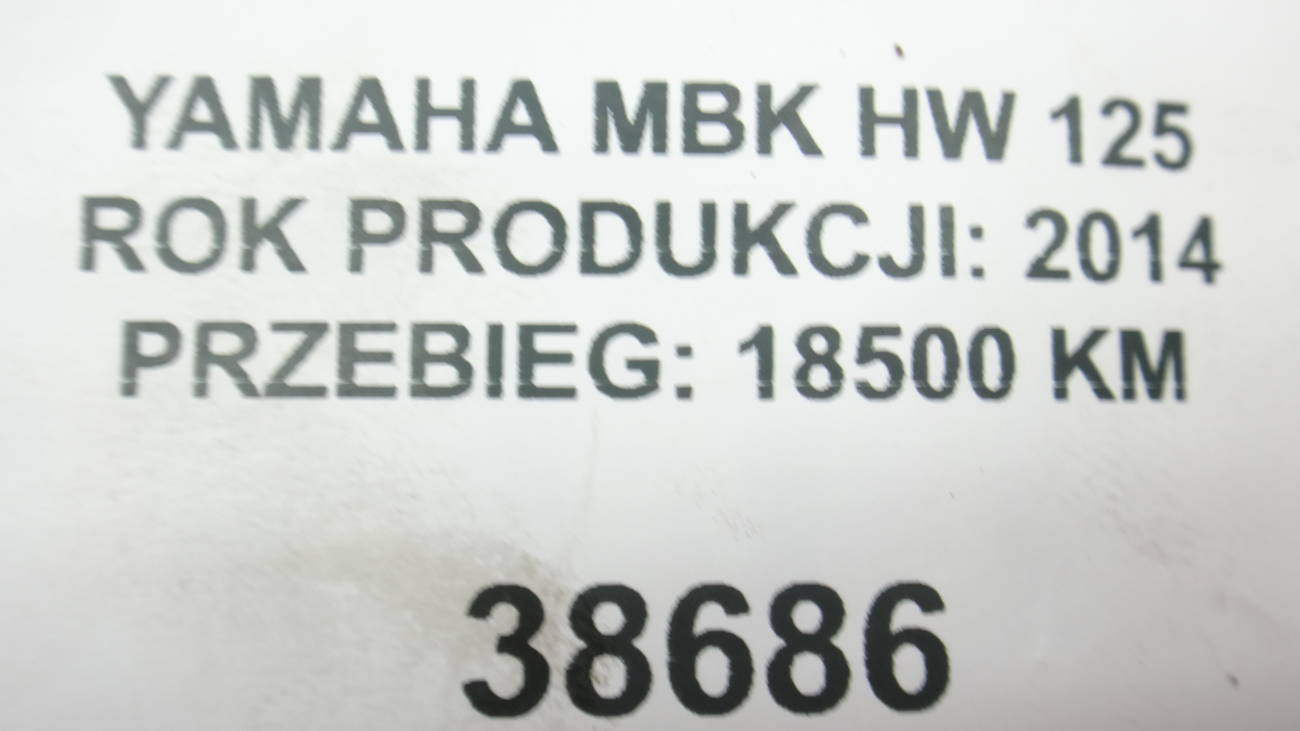 YAMAHA MBK HW 125
ROK PRODUKCJI: 2014
PRZEBIEG: 18500 KM
38686